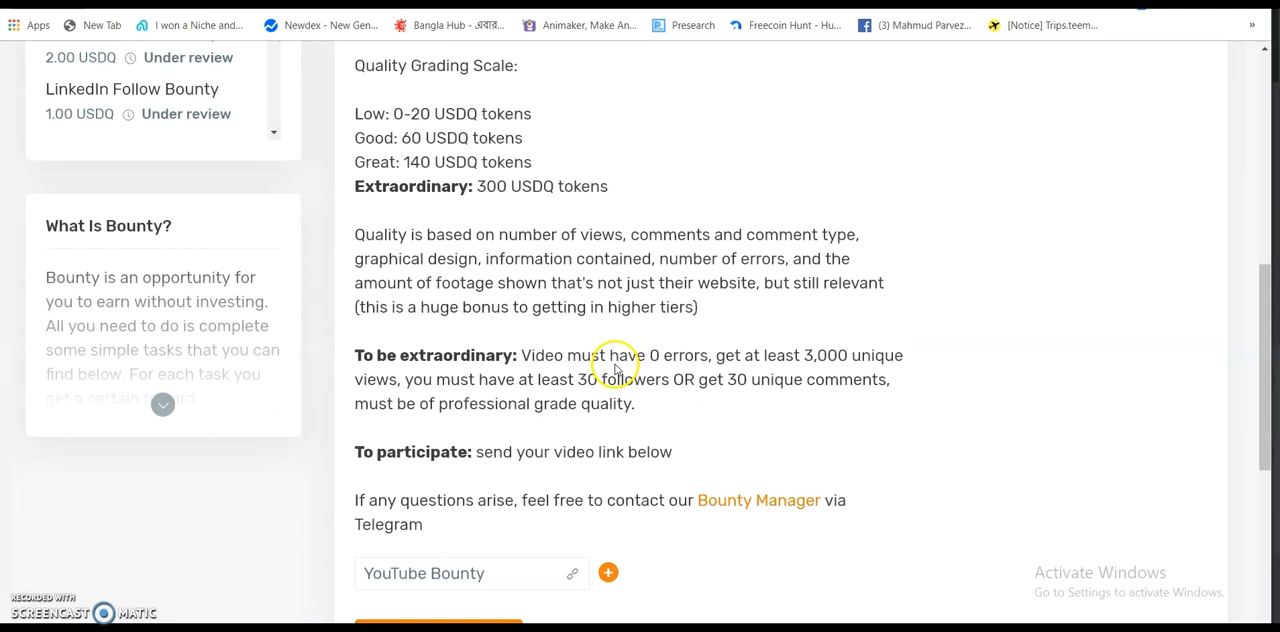 Apps
New Tab
I won a Niche and...
Newdex - New Gen...
Bangla Hub - এবার...
Animaker, Make An...
Presearch
Freecoin Hunt - Hu...
(3) Mahmud Parvez...
[Notice] Trips.teem...
»
2.00 USDQ Under review
LinkedIn Follow Bounty
1.00 USDQ Under review
What Is Bounty?
Bounty is an opportunity for
you to earn without investing.
All you need to do is complete
some simple tasks that you can
find below. For each task you
get a certain reward
Quality Grading Scale:
Low: 0-20 USDQ tokens
Good: 60 USDQ tokens
Great: 140 USDQ tokens
Extraordinary: 300 USDQ tokens
Quality is based on number of views, comments and comment type,
graphical design, information contained, number of errors, and the
amount of footage shown that's not just their website, but still relevant
(this is a huge bonus to getting in higher tiers)
To be extraordinary: Video must have 0 errors, get at least 3,000 unique
views, you must have at least 30 followers OR get 30 unique comments,
must be of professional grade quality.
To participate: send your video link below
If any questions arise, feel free to contact our Bounty Manager via
Telegram
YouTube Bounty
Activate Windows
Go to Settings to activate Windows.
RECORDED WITH
SCREENCAST MATIC